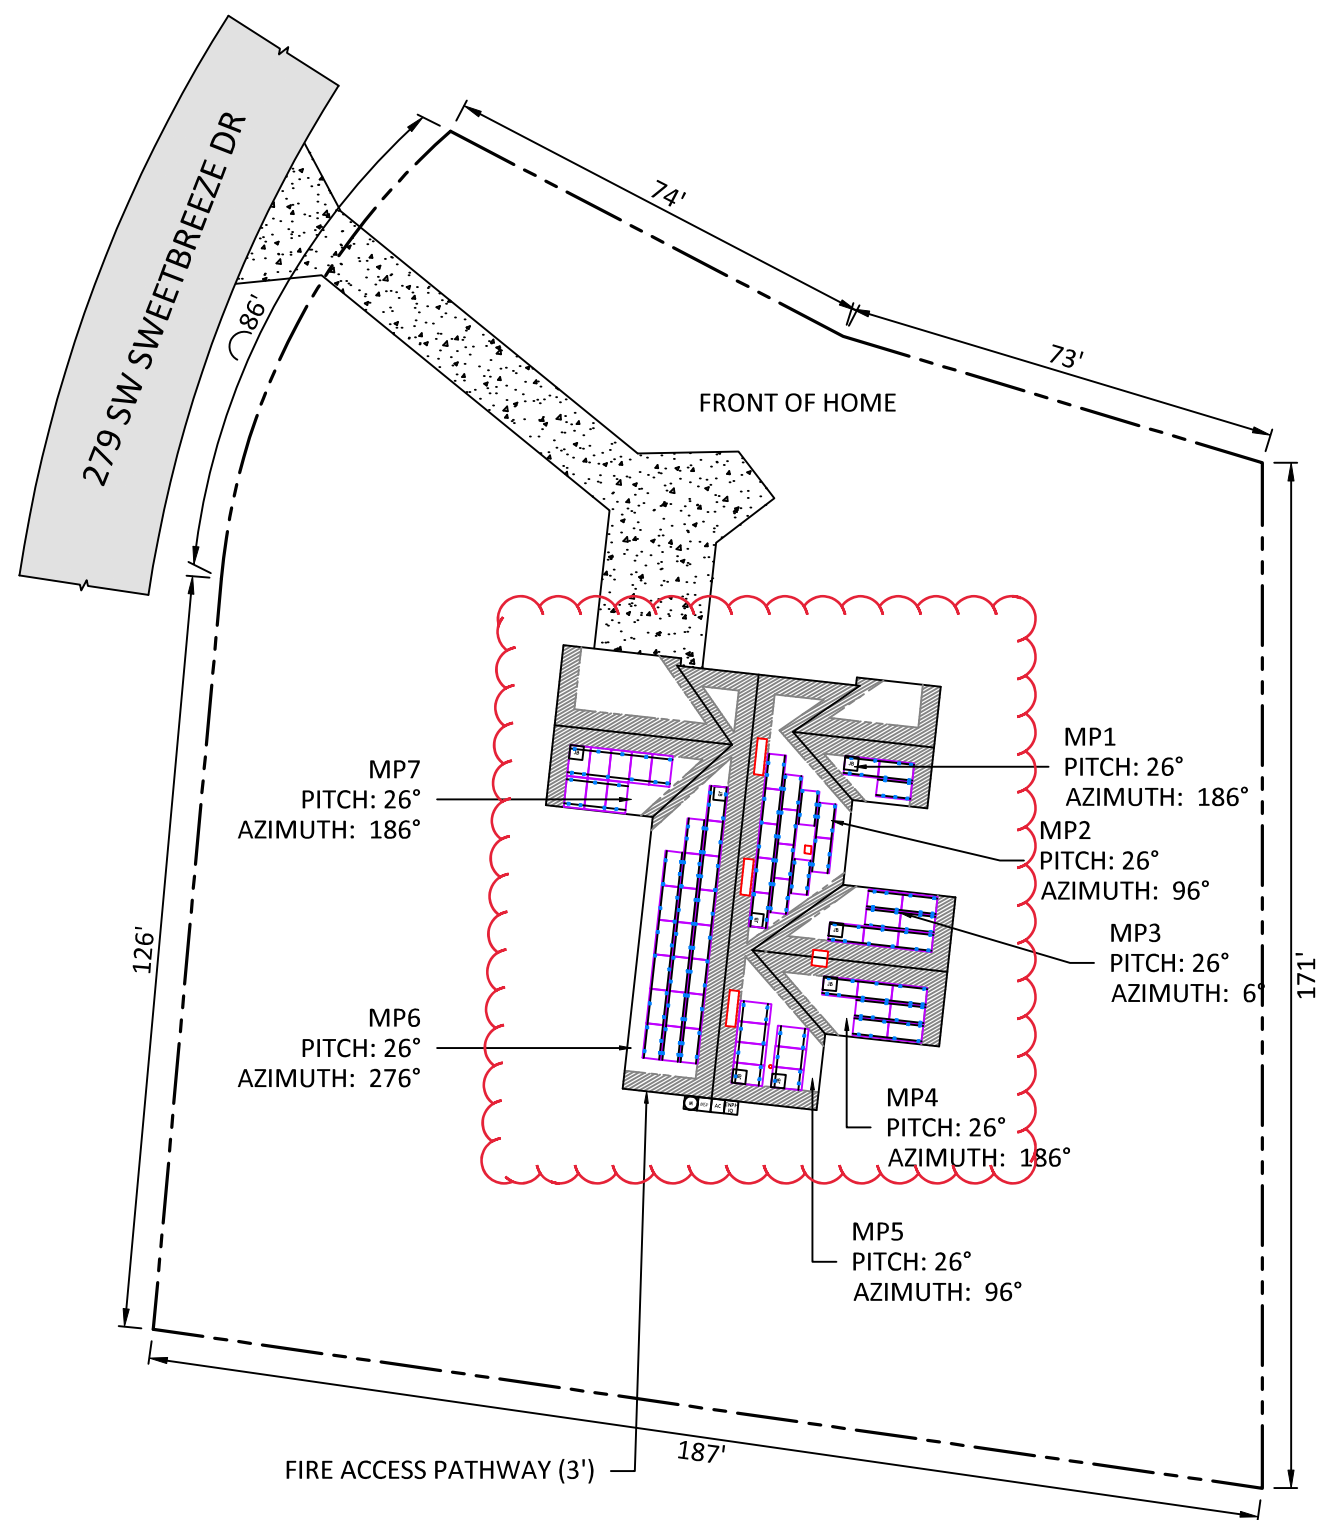 279 SW SWEETBREEZE DR
74'
73'
86'
FRONT OF HOME
MP1
PITCH: 26°
AZIMUTH: 186°
MP7
PITCH: 26°
AZIMUTH: 186°
MP2
PITCH: 26°
AZIMUTH: 96°
MP3
PITCH: 26°
AZIMUTH: 6°
126'
171'
MP6
PITCH: 26°
AZIMUTH: 276°
AC
MP4
PITCH: 26°
AZIMUTH: 186°
MP5
PITCH: 26°
AZIMUTH: 96°
187'
FIRE ACCESS PATHWAY (3')